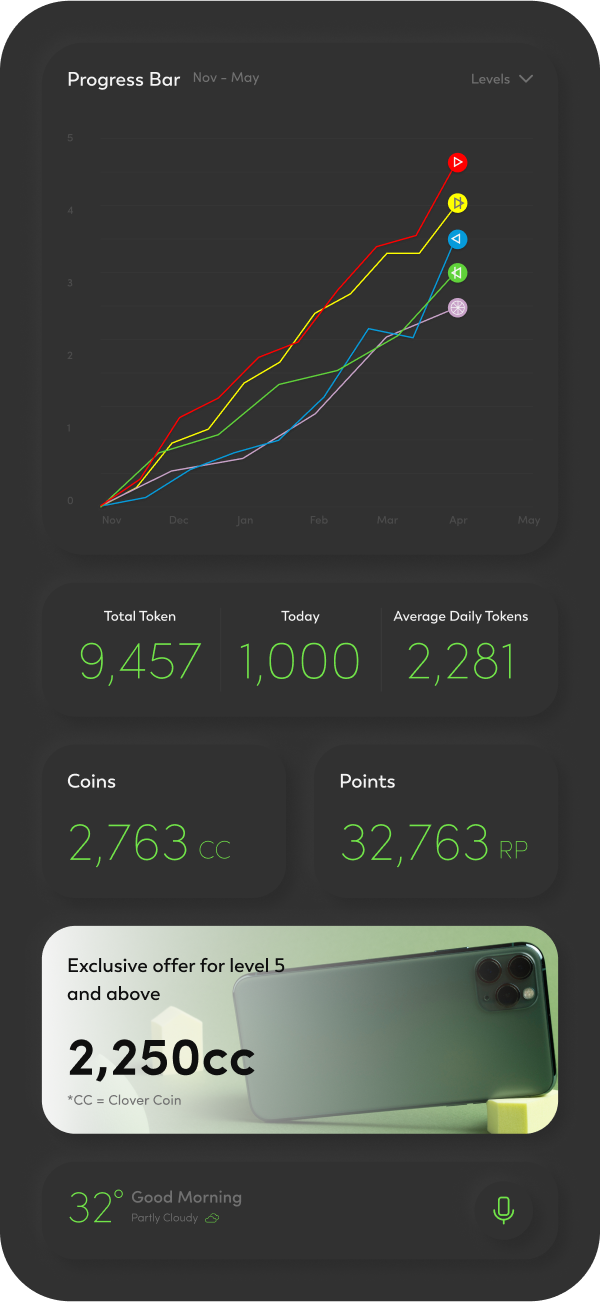 Progress Bar Nov - May Levels
5
4
3
2
1
0
Nov Dec Jan Feb Mar Apr May
Total Token Today Average Daily Tokens
9,457 1,000 2,281
Coins Points
2,763 CC 32,763 RP
Exclusive offer for level 5
and above
2,250cc
*CC = Clover Coin
32° Good Morning
Partly Cloudy